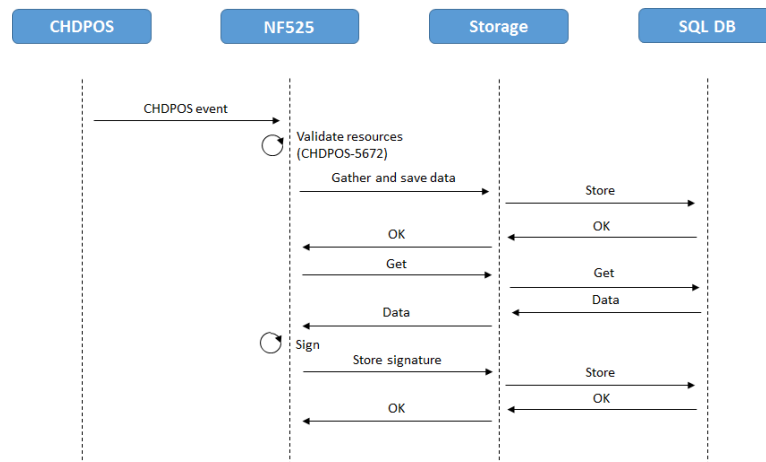 CHDPOS
NF525
Storage
SQL DB
CHDPOS event
Validate resources
(CHDPOS-5672)
Gather and save data
Store
OK
OK
Get
Get
Data
Data
Sign
Store signature
Store
OK
OK